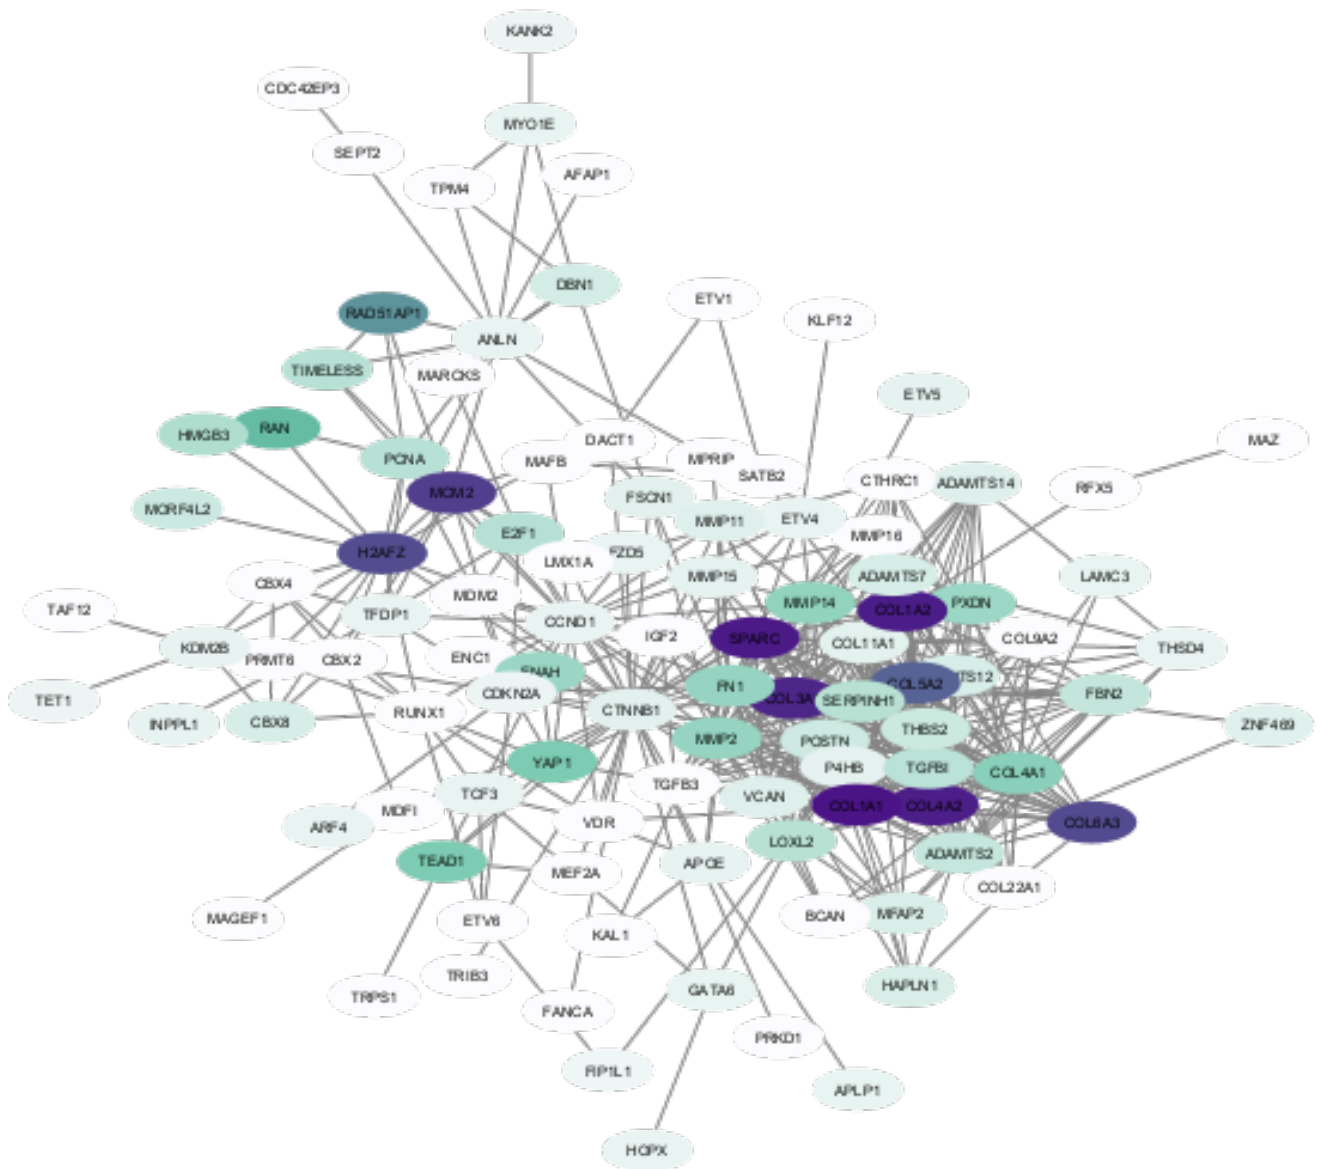 KANK2
CDC42EP3
MYO1E
SEPT2
AFAP1
TPM4
DBN1
ETV1
RAD51AP1
KLF12
ANLN
TIMELESS
MARCKS
ETV5
RAN
HMGB3
DACT1
MAZ
PCNA
MAFB
MPRIP
SATB2
CTHRC1
ADAMTS14
RFX5
MCM2
FSCN1
MORF4L2
MMP11
ETV4
E2F1
MMP16
H2AFZ
FZD5
LMX1A
MMP15
ADAMTS7
LAMC3
CBX4
MDM2
MMP14
COL1A2
PXDN
TAF12
TFDP1
CCND1
IGF2
SPARC
COL11A1
COL9A2
KDM2B
PRMT6
CBX2
ENC1
THSD4
ENAH
FN1
COL5A2
TS12
CDKN2A
COL3A
SERPINH1
FBN2
TET1
INPPL1
CBX8
RUNX1
CTNNB1
ZNF469
MMP2
POSTN
THBS2
YAP1
P4HB
TGFBI
COL4A1
TGFB3
TCF3
VCAN
COL1A1
COL4A2
MDFI
ARF4
VDR
COL6A3
LOXL2
ADAMTS2
TEAD1
APOE
MEF2A
COL22A1
MAGEF1
ETV6
BCAN
MFAP2
KAL1
TRIB3
HAPLN1
GATA6
TRPS1
FANCA
PRKD1
FIP1L1
APLP1
HOPX